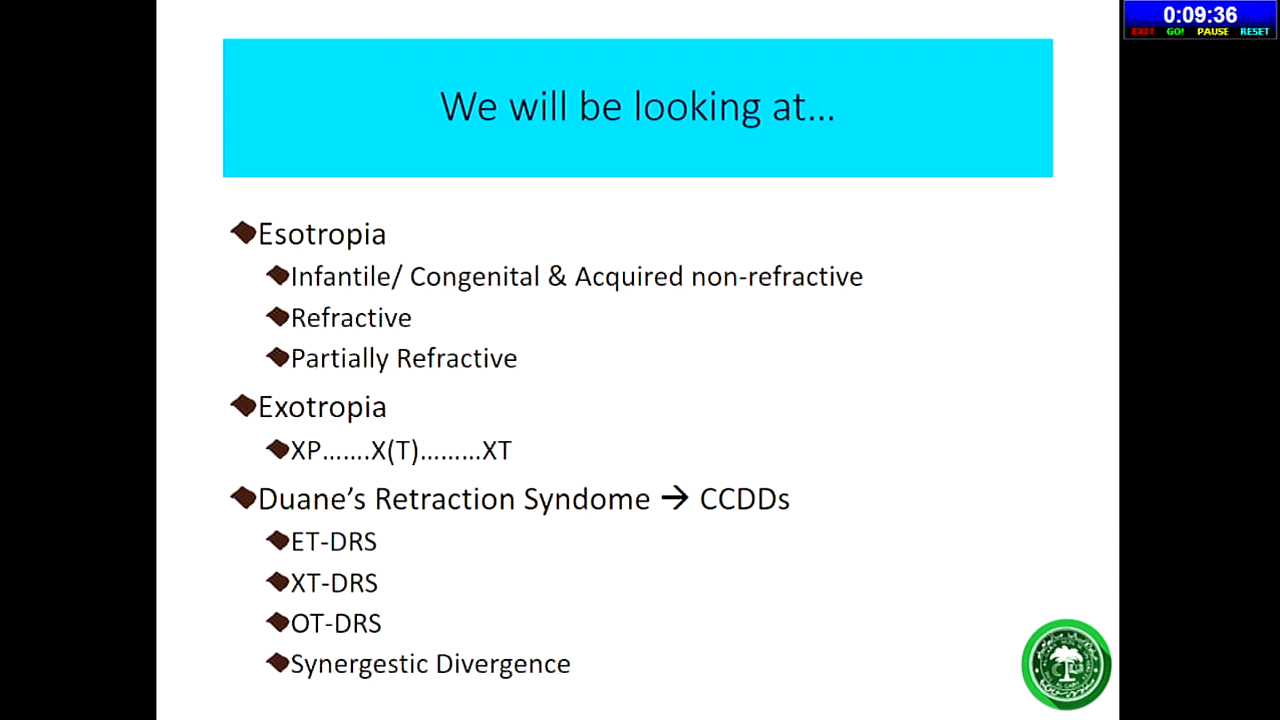 0:09:36
EXIT GO! PAUSE RESET
We will be looking at...
Esotropia
Infantile/ Congenital & Acquired non-refractive
Refractive
Partially Refractive
Exotropia
XP.......X(T).........XT
Duane's Retraction Syndome → CCDDs
ET-DRS
XT-DRS
OT-DRS
Synergestic Divergence